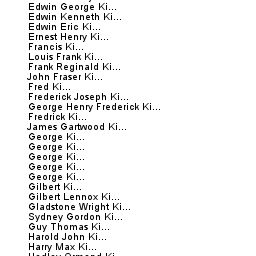 Edwin George Ki...
Edwin Kenneth Ki...
Edwin Eric Ki...
Ernest Henry Ki...
Francis Ki...
Louis Frank Ki...
Frank Reginald Ki...
John Fraser Ki...
Fred Ki...
Frederick Joseph Ki...
George Henry Frederick Ki...
Fredrick Ki...
James Gartwood Ki...
George Ki...
George Ki...
George Ki...
George Ki...
George Ki...
Gilbert Ki...
Gilbert Lennox Ki...
Gladstone Wright Ki...
Sydney Gordon Ki...
Guy Thomas Ki...
Harold John Ki...
Harry Max Ki...
Hadley Ormond Ki...